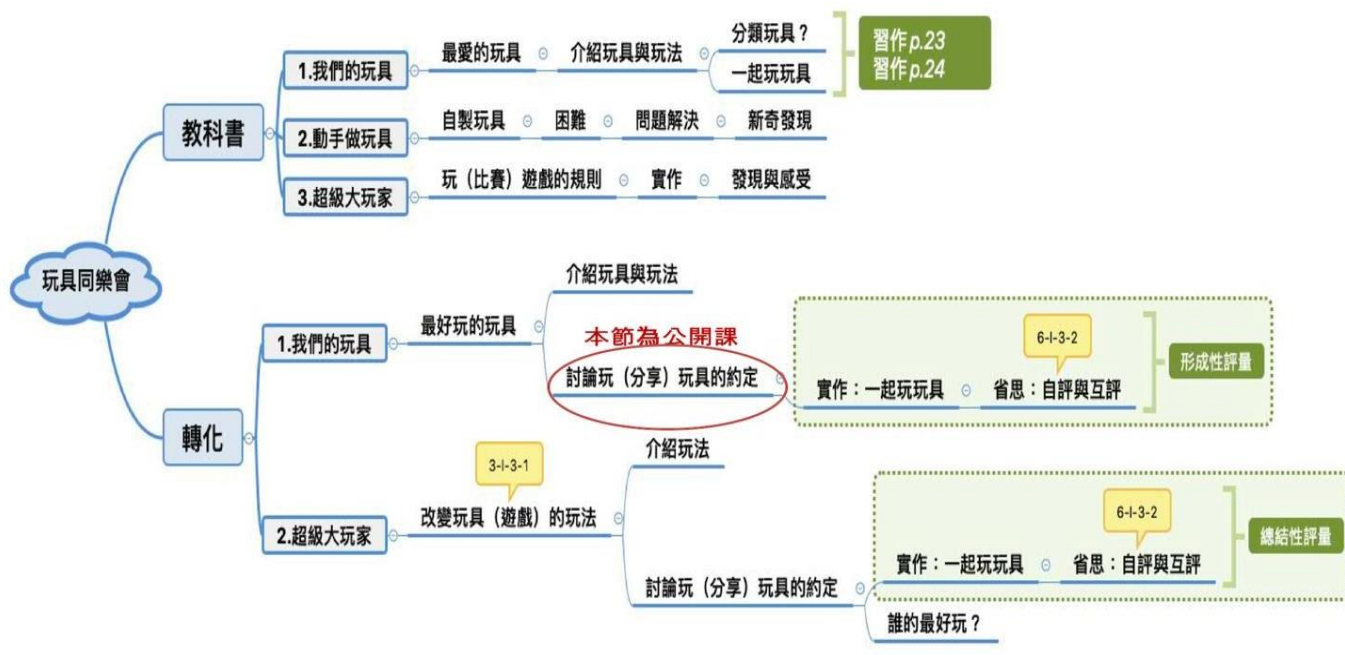 玩具同樂會
教科書
1.我們的玩具
最愛的玩具
介紹玩具與玩法
分類玩具？
一起玩玩具
習作p.23
習作p.24
2.動手做玩具
自製玩具
困難
問題解決
新奇發現
3.超級大玩家
玩（比賽）遊戲的規則
實作
發現與感受
轉化
1.我們的玩具
最好玩的玩具
介紹玩具與玩法
本節為公開課
討論玩（分享）玩具的約定
實作：一起玩玩具
6-I-3-2
省思：自評與互評
形成性評量
2.超級大玩家
3-I-3-1
改變玩具（遊戲）的玩法
介紹玩法
討論玩（分享）玩具的約定
實作：一起玩玩具
6-I-3-2
省思：自評與互評
總結性評量
誰的最好玩？